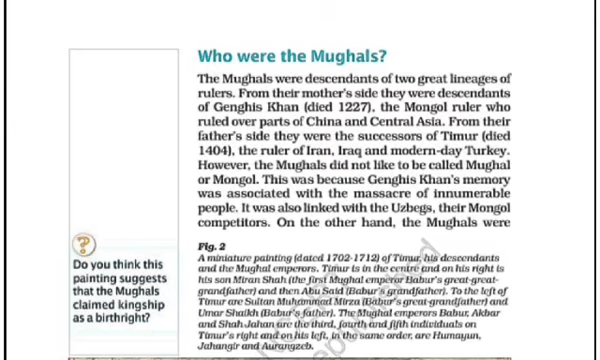 Who were the Mughals?
The Mughals were descendants of two great lineages of
rulers. From their mother's side they were descendants
of Genghis Khan (died 1227), the Mongol ruler who
ruled over parts of China and Central Asia. From their
father's side they were the successors of Timur (died
1404), the ruler of Iran, Iraq and modern-day Turkey.
However, the Mughals did not like to be called Mughal
or Mongol. This was because Genghis Khan's memory
was associated with the massacre of innumerable
people. It was also linked with the Uzbegs, their Mongol
competitors. On the other hand, the Mughals were
?
Do you think this
painting suggests
that the Mughals
claimed kingship
as a birthright?
Fig. 2
A miniature painting (dated 1702-1712) of Timur, his descendants
and the Mughal emperors. Timur is in the centre and on his right is
his son Miran Shah (the first Mughal emperor Babur's great-great-
grandfather) and then Abu Said (Babur's grandfather). To the left of
Timur are Sultan Muhammad Mirza (Babur's great-grandfather) and
Umar Shaikh (Babur's father). The Mughal emperors Babur, Akbar
and Shah Jahan are the third, fourth and fifth individuals on
Timur's right and on his left, in the same order, are Humayun,
Jahangir and Aurangzeb.